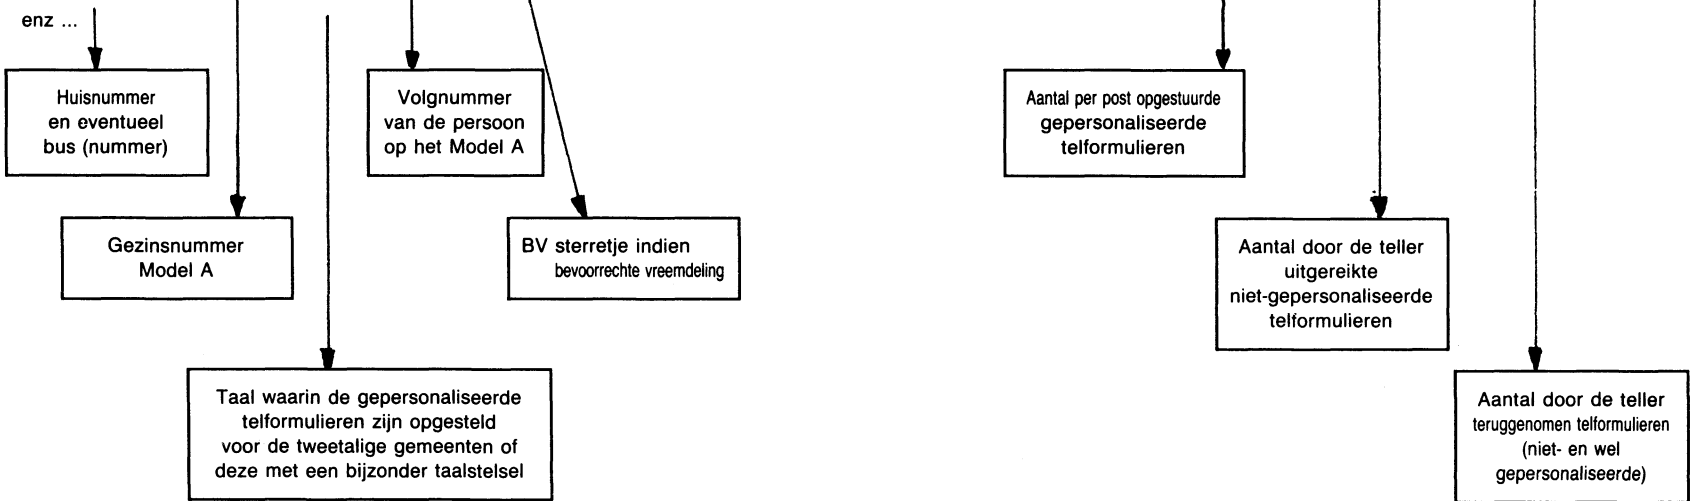 enz ...
Huisnummer
en eventueel
bus (nummer)
Volgnummer
van de persoon
op het Model A
Gezinsnummer
Model A
BV sterretje indien
bevoorrechte vreemdeling
Taal waarin de gepersonaliseerde
telformulieren zijn opgesteld
voor de tweetalige gemeenten of
deze met een bijzonder taalstelsel
Aantal per post opgestuurde
gepersonaliseerde
telformulieren
Aantal door de teller
uitgereikte
niet-gepersonaliseerde
telformulieren
Aantal door de teller
teruggenomen telformulieren
(niet- en wel
gepersonaliseerde)